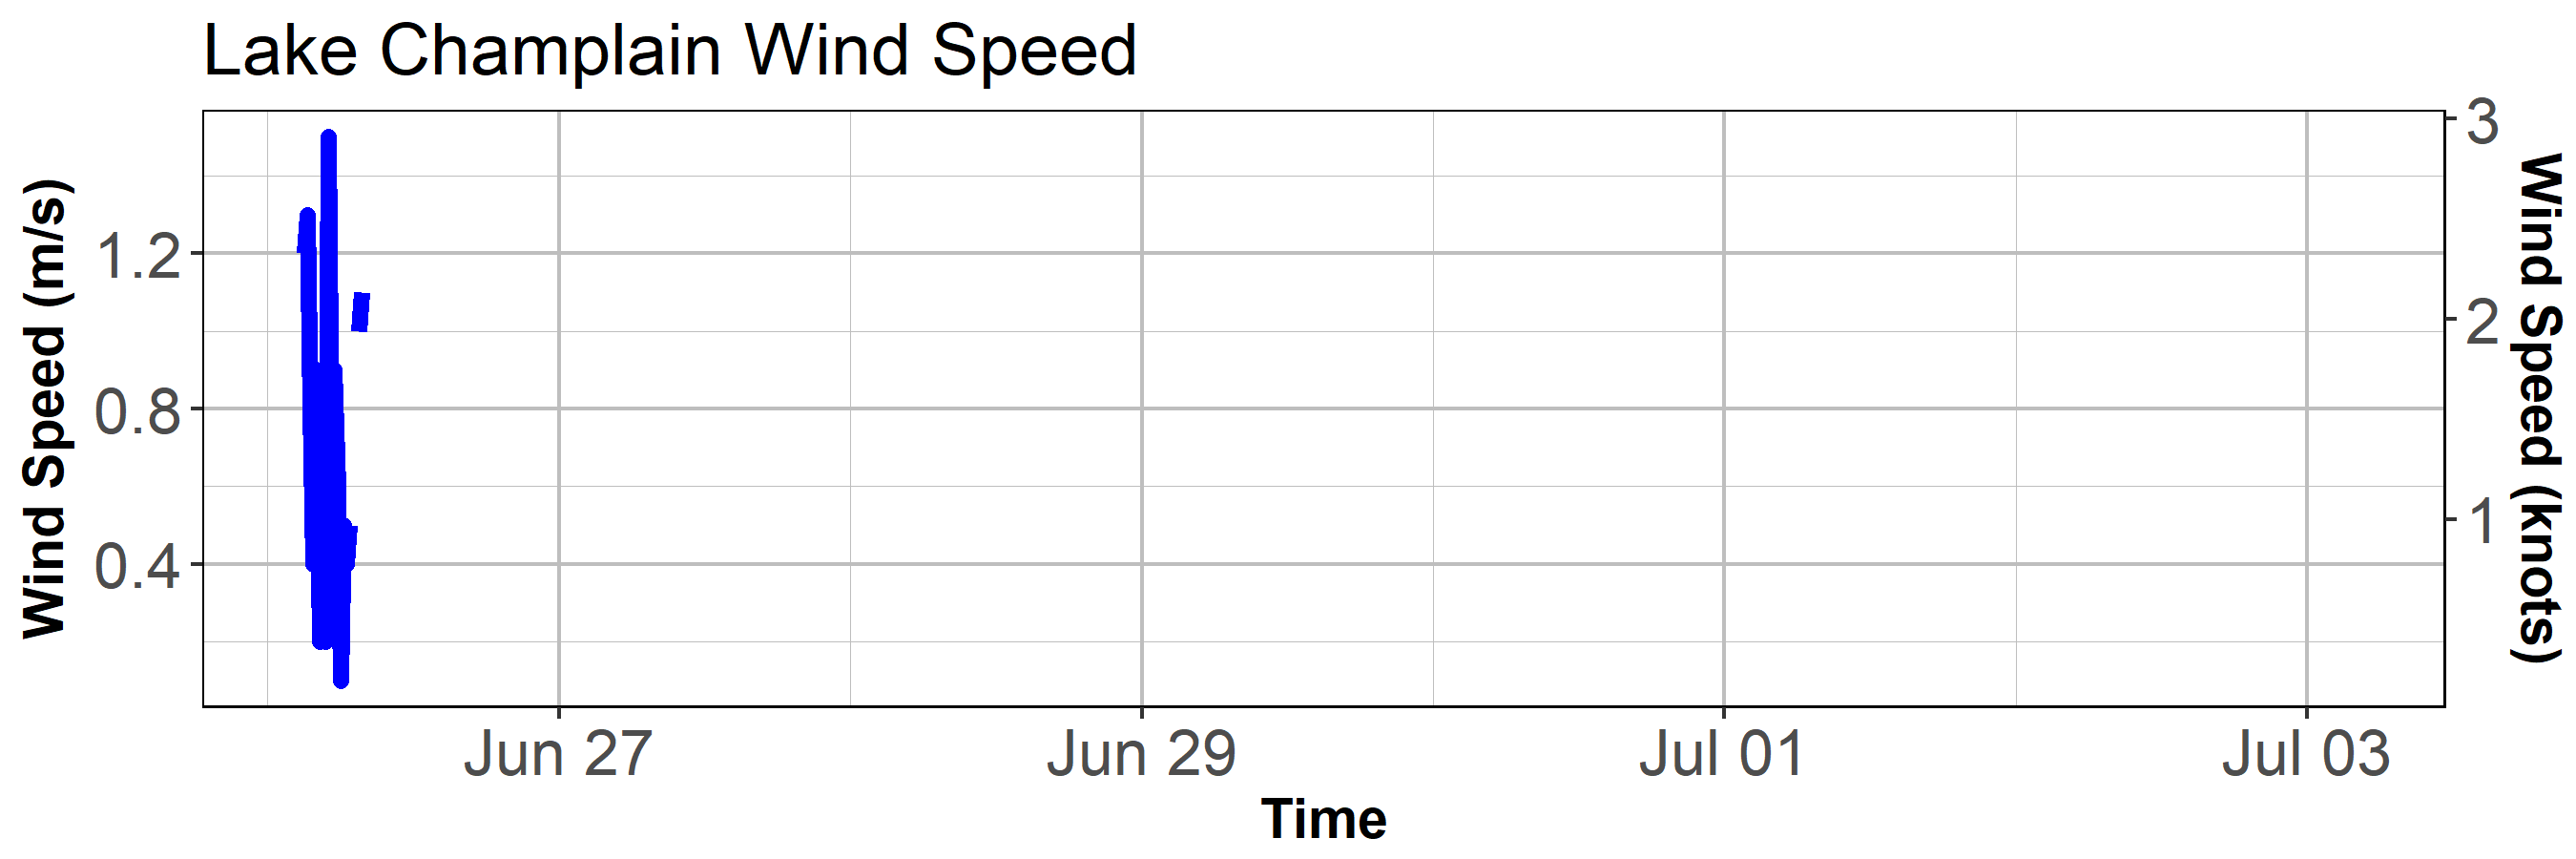 Lake Champlain Wind Speed
Wind Speed (m/s)
1.2
0.8
0.4
3
2
1
Wind Speed (knots)
Jun 27
Jun 29
Jul 01
Jul 03
Time